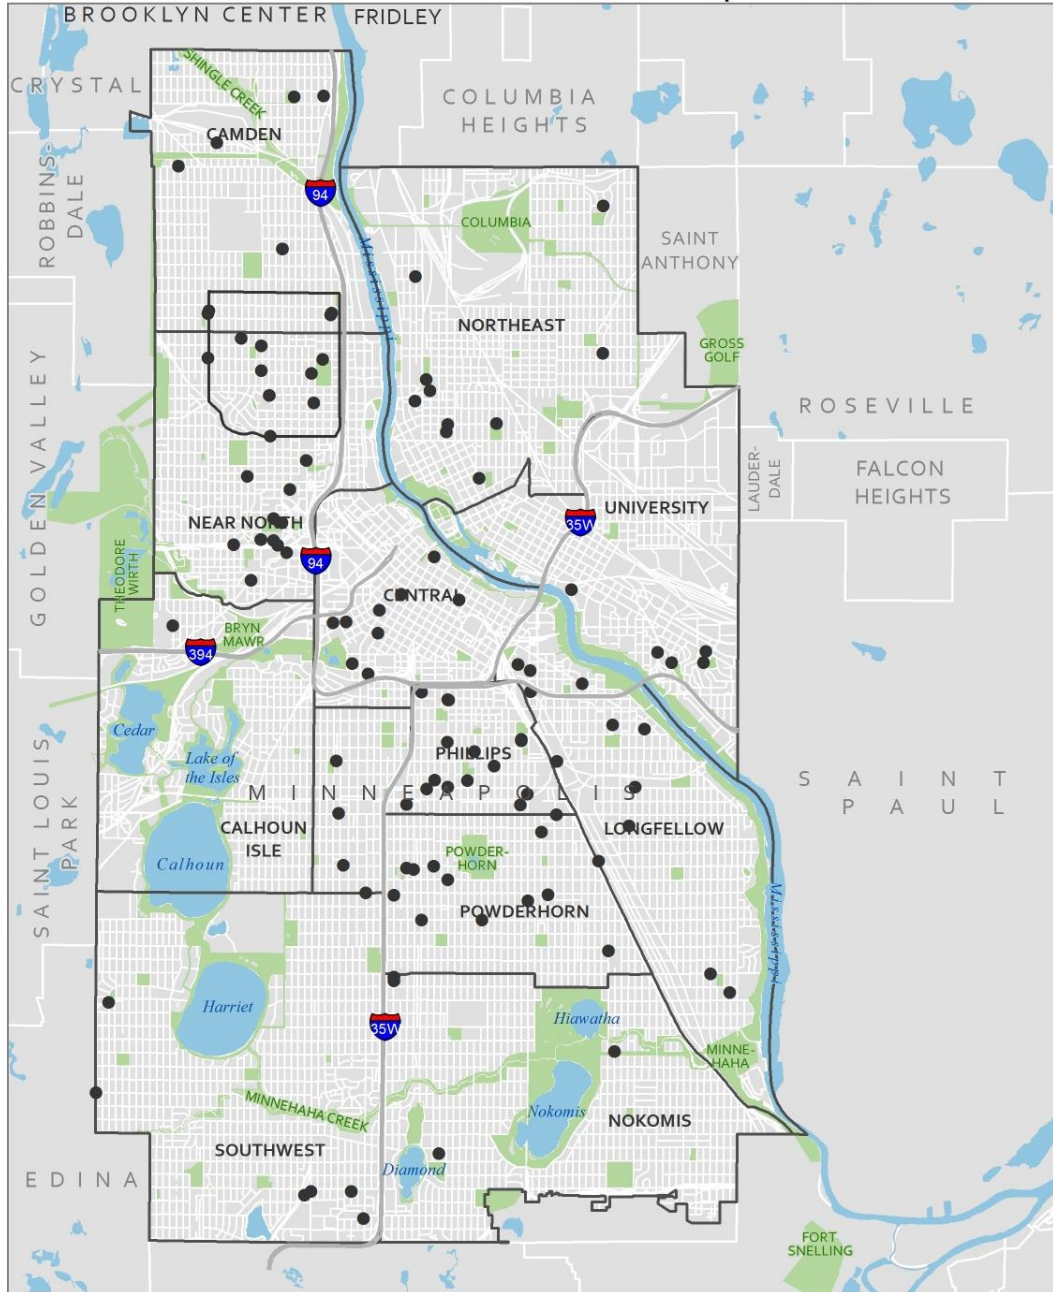 BROOKLYN CENTER
FRIDLEY
CRYSTAL
SHINGLE CREEK
COLUMBIA
HEIGHTS
CAMDEN
ROBBINS-
DALE
94
COLUMBIA
SAINT
ANTHONY
Mississippi
NORTHEAST
GROSS
GOLF
GOLDEN VALLEY
ROSEVILLE
LAUDER-
DALE
FALCON
HEIGHTS
UNIVERSITY
35W
NEAR NORTH
94
THEODORE
WIRTH
CENTRAL
BRYN
MAWR
394
Cedar
Lake of
the Isles
PHILLIPS
MINNEAPOLIS
SAINT
PAUL
SAINT LOUIS
PARK
CALHOUN
ISLE
LONGFELLOW
Calhoun
POWDER-
HORN
POWDERHORN
Mississippi
Harriet
Hiawatha
35W
MINNE-
HAHA
MINNEHAHA CREEK
Nokomis
NOKOMIS
SOUTHWEST
Diamond
EDINA
FORT
SNELLING